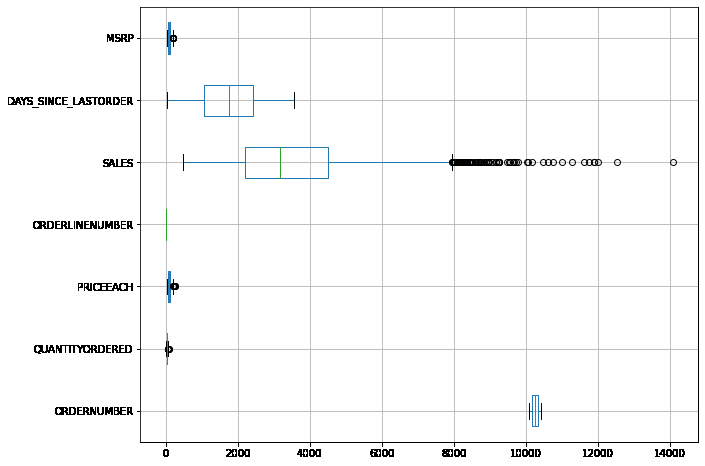 MSRP
DAYS_SINCE_LASTORDER
SALES
ORDERLINENUMBER
PRICEEACH
QUANTITYORDERED
ORDERNUMBER
0 2000 4000 6000 8000 10000 12000 14000